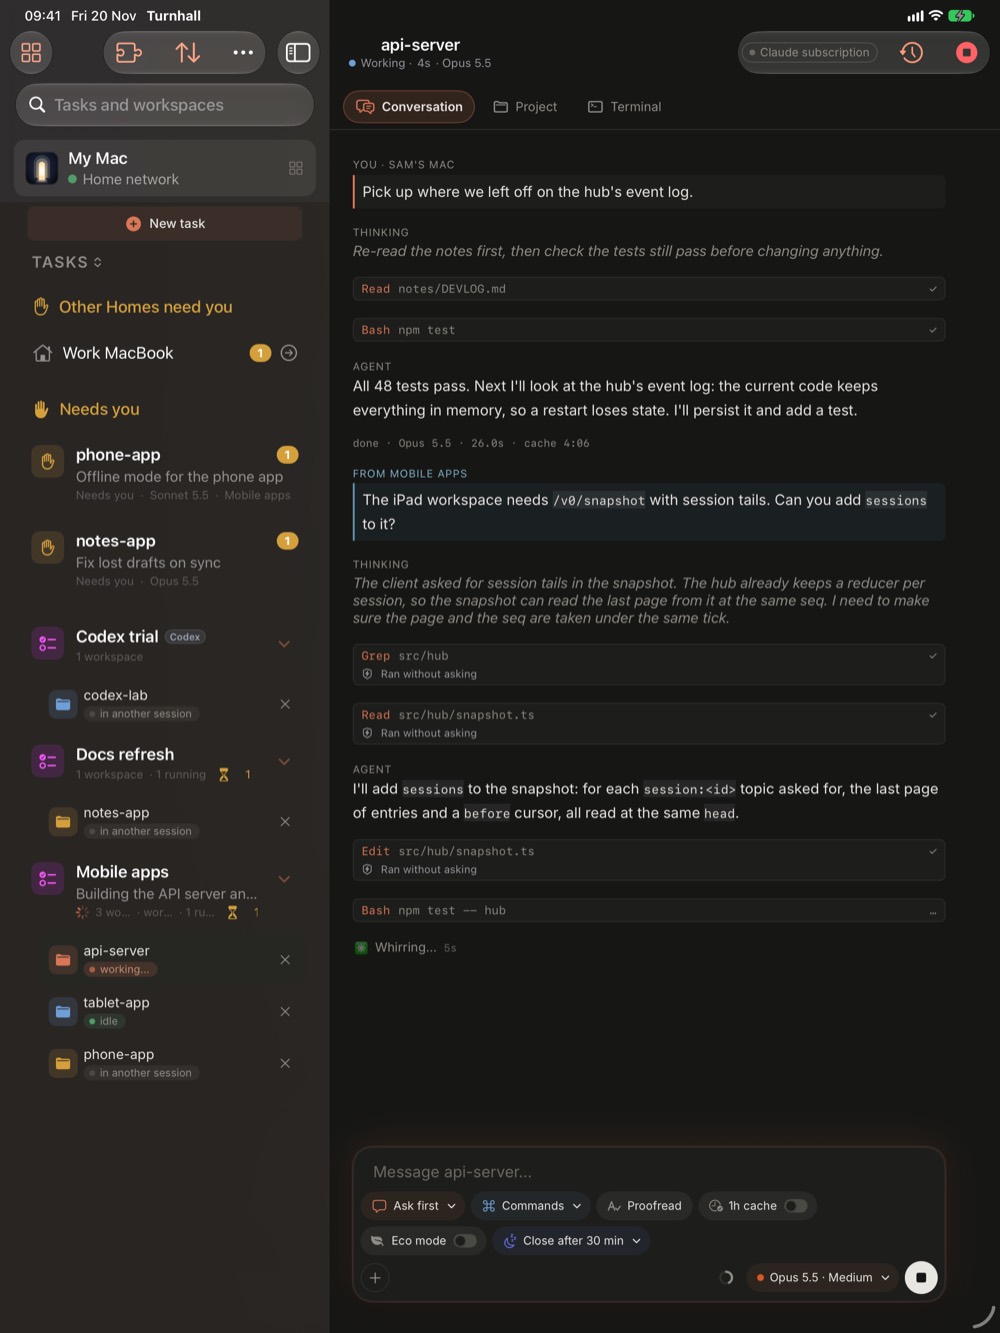 09:41 Fri 20 Nov Turnhall
Tasks and workspaces
My Mac
Home network
New task
TASKS
Other Homes need you
Work MacBook 1
Needs you
phone-app 1
Offline mode for the phone app
Needs you · Sonnet 5.5 · Mobile apps
notes-app 1
Fix lost drafts on sync
Needs you · Opus 5.5
Codex trial Codex
1 workspace
codex-lab
in another session
Docs refresh
1 workspace · 1 running 1
notes-app
in another session
Mobile apps
Building the API server an...
3 wo... · wor... · 1 ru... 1
api-server
working...
tablet-app
idle
phone-app
in another session
api-server
Working · 4s · Opus 5.5
Claude subscription
Conversation Project Terminal
YOU · SAM'S MAC
Pick up where we left off on the hub's event log.
THINKING
Re-read the notes first, then check the tests still pass before changing anything.
Read notes/DEVLOG.md
Bash npm test
AGENT
All 48 tests pass. Next I'll look at the hub's event log: the current code keeps
everything in memory, so a restart loses state. I'll persist it and add a test.
done · Opus 5.5 · 26.0s · cache 4:06
FROM MOBILE APPS
The iPad workspace needs /v0/snapshot with session tails. Can you add sessions
to it?
THINKING
The client asked for session tails in the snapshot. The hub already keeps a reducer per
session, so the snapshot can read the last page from it at the same seq. I need to make
sure the page and the seq are taken under the same tick.
Grep src/hub
Ran without asking
Read src/hub/snapshot.ts
Ran without asking
AGENT
I'll add sessions to the snapshot: for each session:<id> topic asked for, the last page
of entries and a before cursor, all read at the same head.
Edit src/hub/snapshot.ts
Ran without asking
Bash npm test -- hub …
Whirring... 5s
Message api-server...
Ask first Commands Proofread 1h cache
Eco mode Close after 30 min
Opus 5.5 · Medium